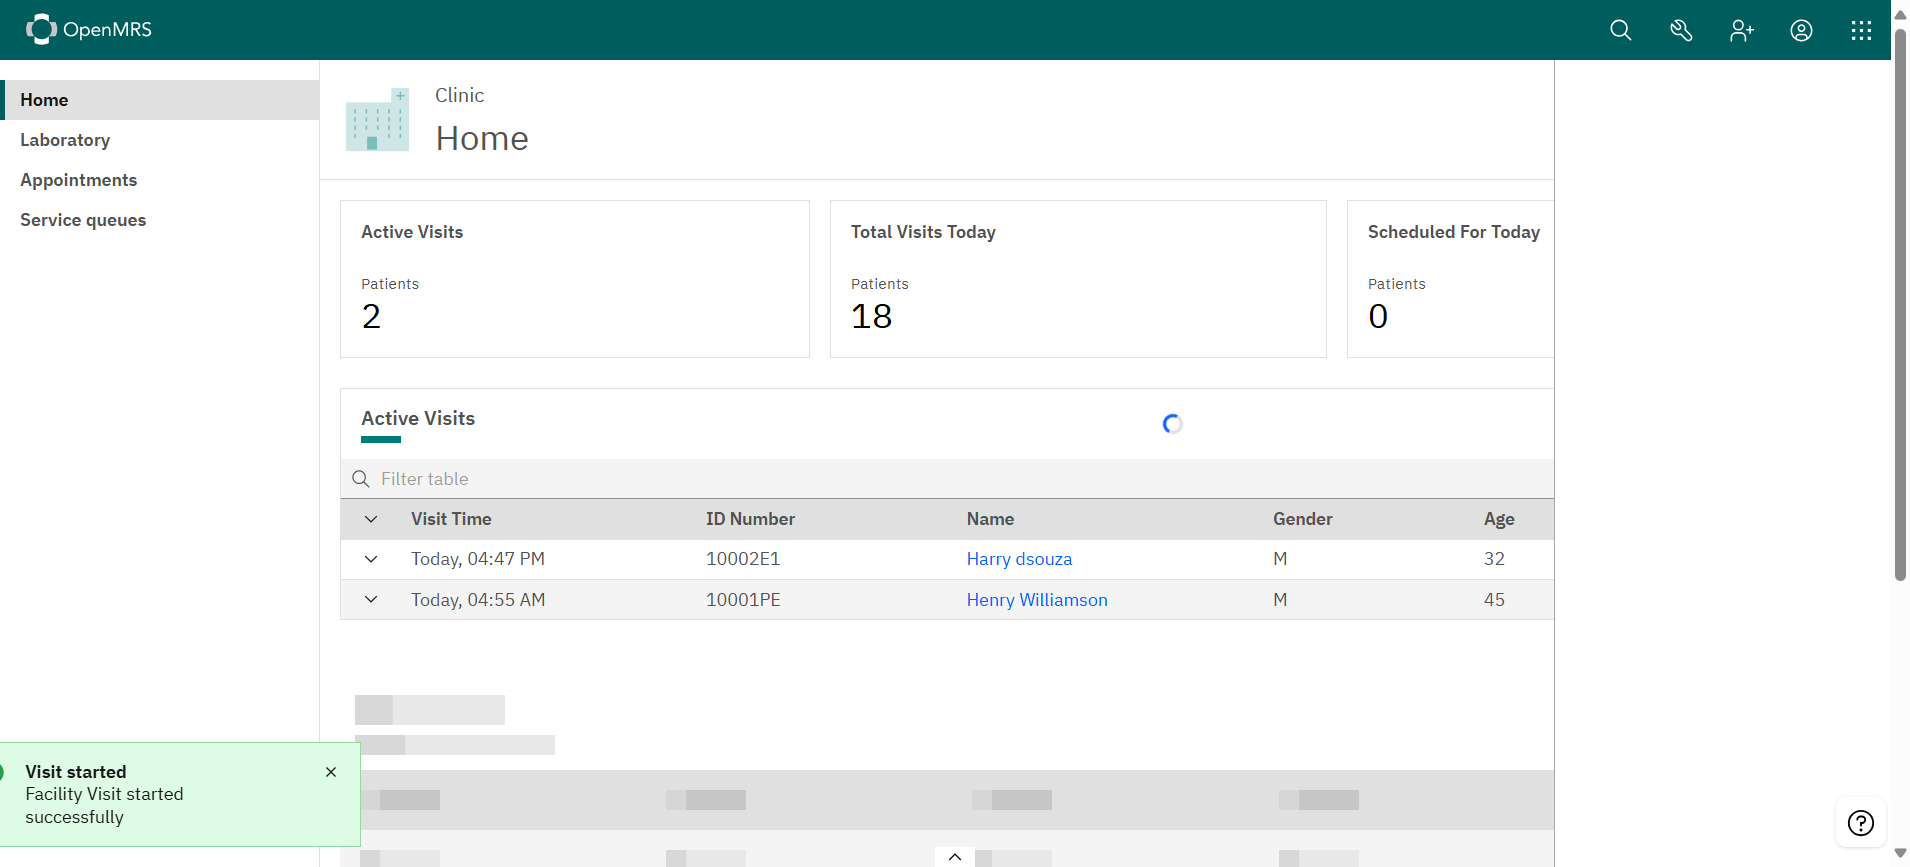 OpenMRS
Home
Laboratory
Appointments
Service queues
Clinic
Home
Active Visits
Patients
2
Total Visits Today
Patients
18
Scheduled For Today
Patients
0
Active Visits
Filter table
Visit Time ID Number Name Gender Age
Today, 04:47 PM 10002E1 Harry dsouza M 32
Today, 04:55 AM 10001PE Henry Williamson M 45
Visit started
Facility Visit started
successfully